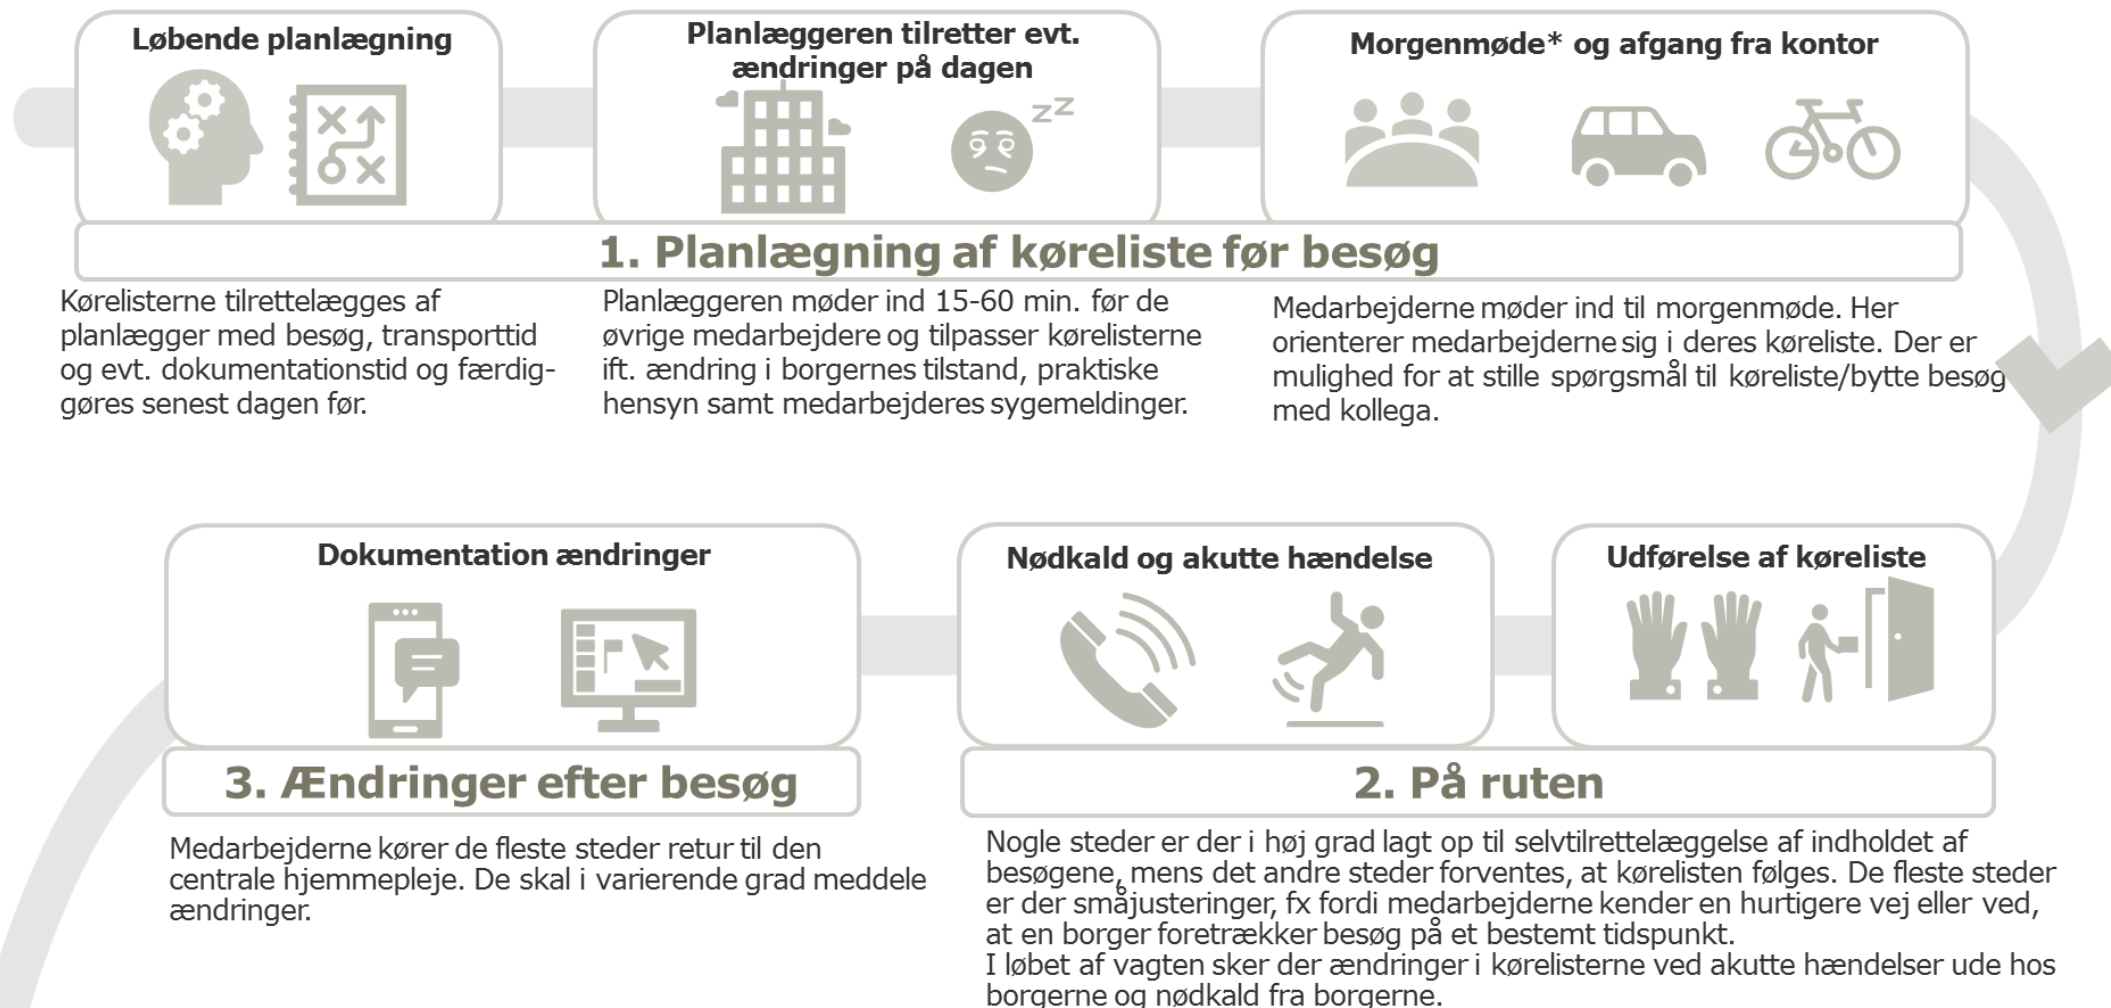 Løbende planlægning
Planlæggeren tilretter evt.
ændringer på dagen
zZ
Morgenmøde* og afgang fra kontor
1. Planlægning af køreliste før besøg
Kørelisterne tilrettelægges af
planlægger med besøg, transporttid
og evt. dokumentationstid og færdig-
gøres senest dagen før.
Planlæggeren møder ind 15-60 min. før de
øvrige medarbejdere og tilpasser kørelisterne
ift. ændring i borgernes tilstand, praktiske
hensyn samt medarbejderes sygemeldinger.
Medarbejderne møder ind til morgenmøde. Her
orienterer medarbejderne sig i deres køreliste. Der er
mulighed for at stille spørgsmål til køreliste/bytte besøg
med kollega.
Udførelse af køreliste
Nødkald og akutte hændelse
2. På ruten
Nogle steder er der i høj grad lagt op til selvtilrettelæggelse af indholdet af
besøgene, mens det andre steder forventes, at kørelisten følges. De fleste steder
er der småjusteringer, fx fordi medarbejderne kender en hurtigere vej eller ved,
at en borger foretrækker besøg på et bestemt tidspunkt.
I løbet af vagten sker der ændringer i kørelisterne ved akutte hændelser ude hos
borgerne og nødkald fra borgerne.
Dokumentation ændringer
3. Ændringer efter besøg
Medarbejderne kører de fleste steder retur til den
centrale hjemmepleje. De skal i varierende grad meddele
ændringer.